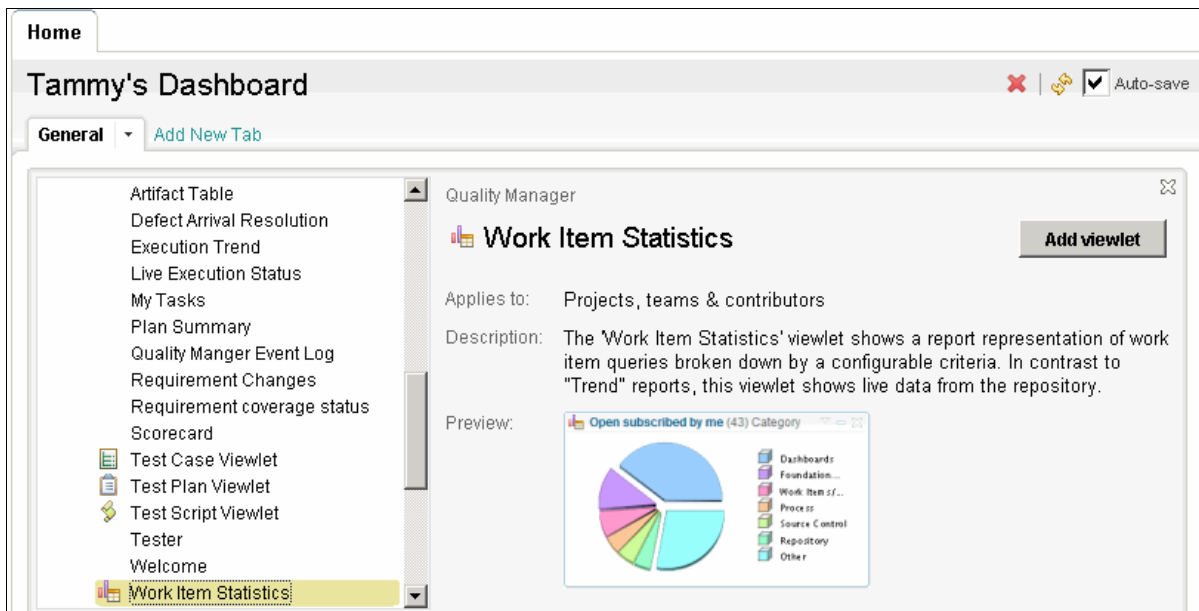 Home
Tammy's Dashboard
Auto-save
General
Add New Tab
Artifact Table
Defect Arrival Resolution
Execution Trend
Live Execution Status
My Tasks
Plan Summary
Quality Manger Event Log
Requirement Changes
Requirement coverage status
Scorecard
Test Case Viewlet
Test Plan Viewlet
Test Script Viewlet
Tester
Welcome
Work Item Statistics
Quality Manager
Work Item Statistics
Add viewlet
Applies to: Projects, teams & contributors
Description: The 'Work Item Statistics' viewlet shows a report representation of work
item queries broken down by a configurable criteria. In contrast to
"Trend" reports, this viewlet shows live data from the repository.
Preview:
Open subscribed by me (43) Category
Dashboards
Foundation...
Work Items/...
Process
Source Control
Repository
Other